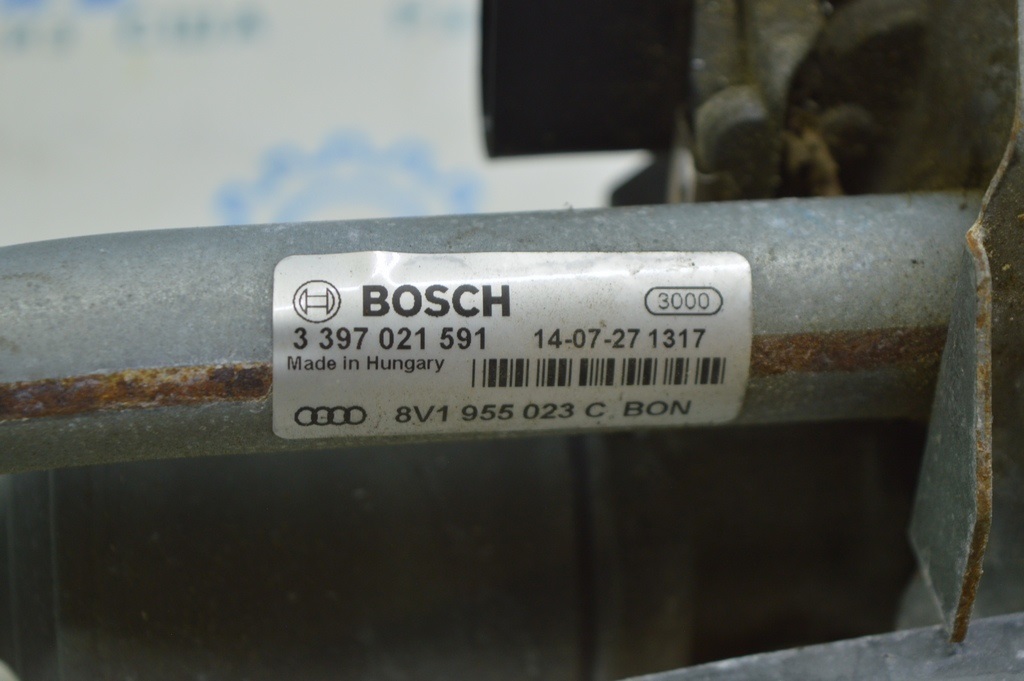 BOSCH 3000
3 397 021 591 14-07-27 1317
Made in Hungary
8V1 955 023 C BON